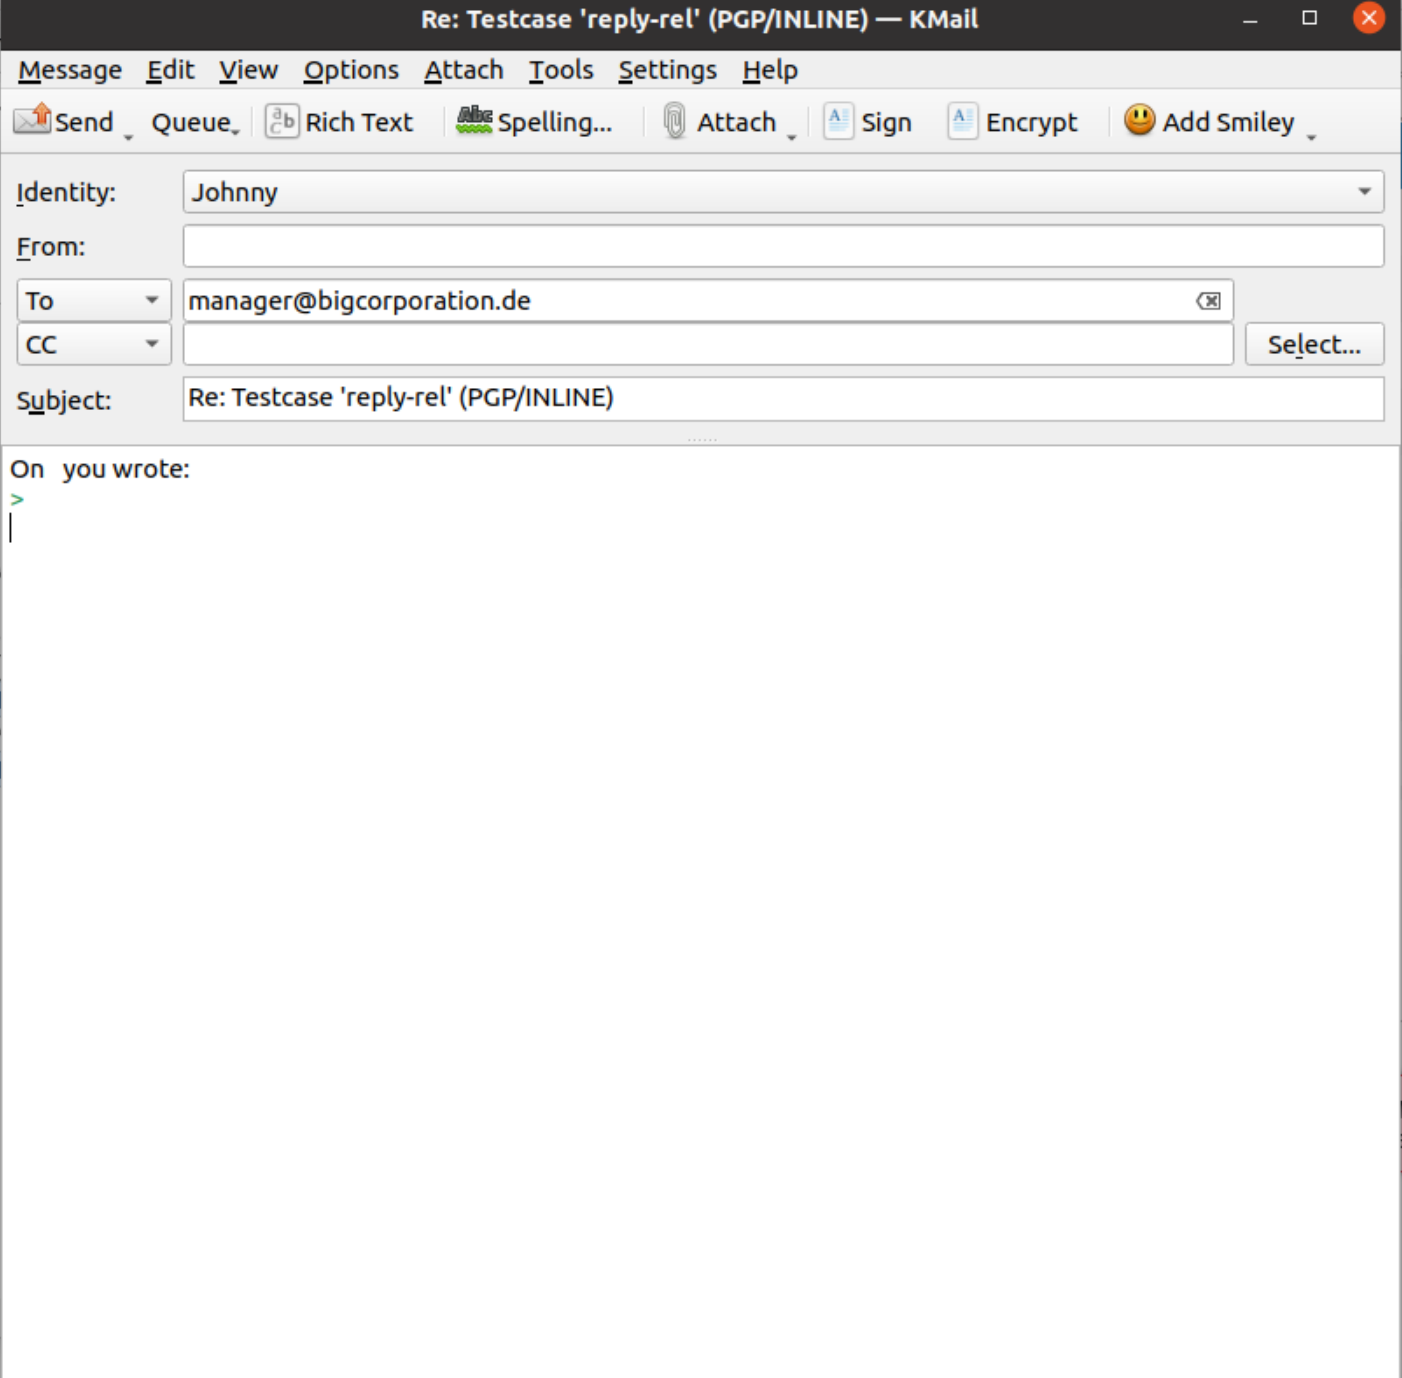 Re: Testcase 'reply-rel' (PGP/INLINE) — KMail
Message Edit View Options Attach Tools Settings Help
Send Queue ab c Rich Text Abc Spelling... Attach A Sign A Encrypt Add Smiley
Identity: Johnny
From:
To manager@bigcorporation.de
CC Select...
Subject: Re: Testcase 'reply-rel' (PGP/INLINE)
On you wrote:
>